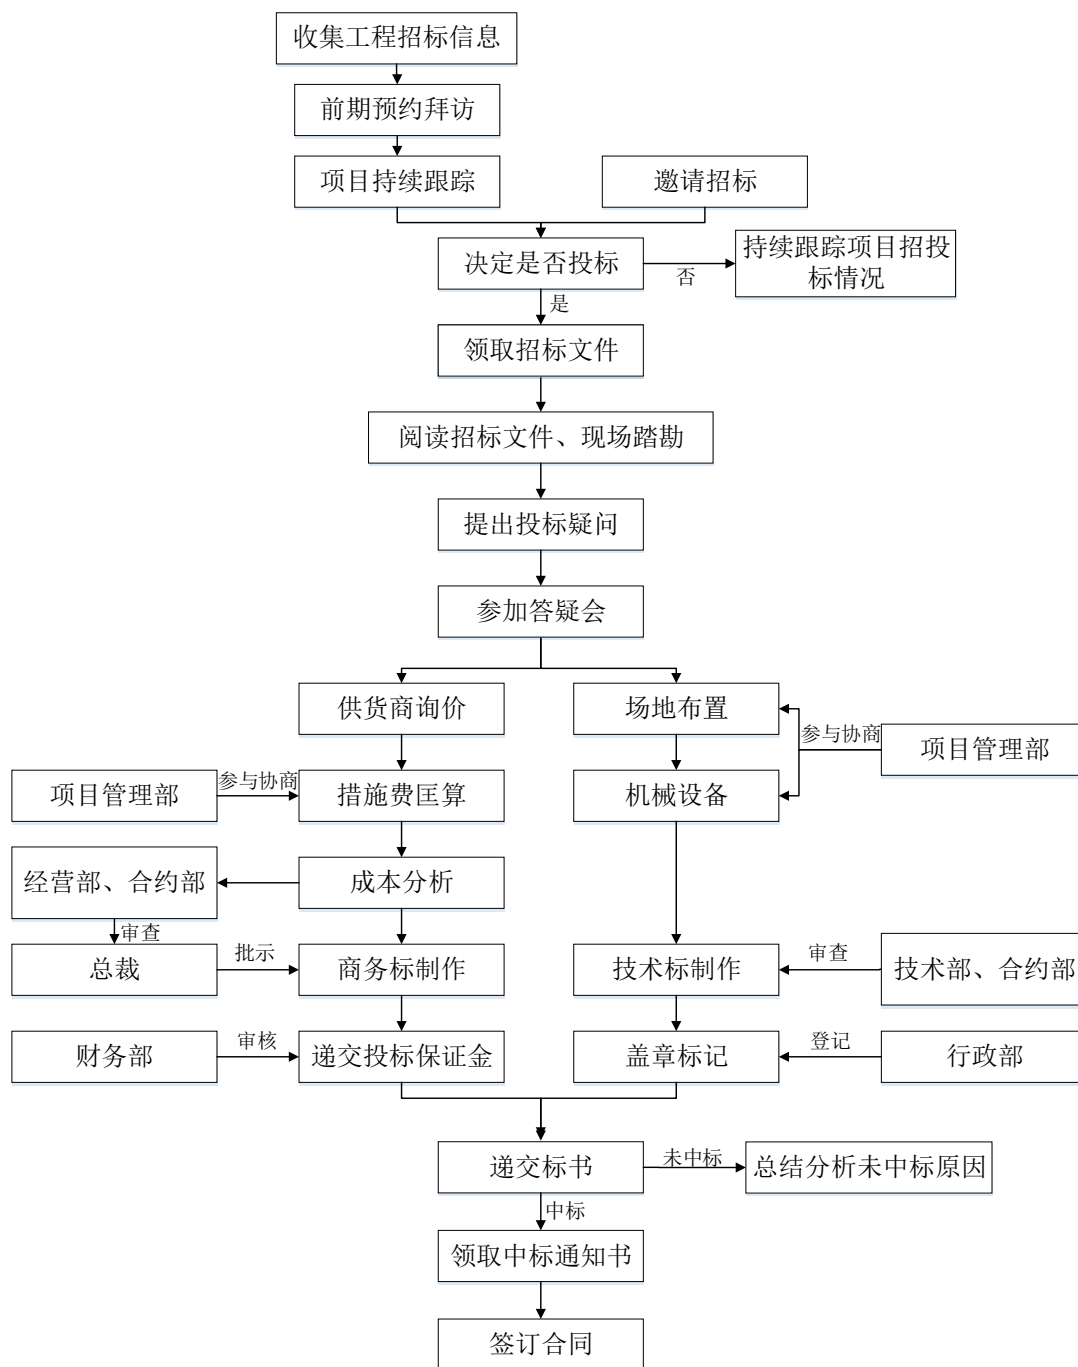 收集工程招标信息
前期预约拜访
项目持续跟踪
邀请招标
决定是否投标
否
持续跟踪项目招投
标情况
是
领取招标文件
阅读招标文件、现场踏勘
提出投标疑问
参加答疑会
供货商询价
场地布置
参与协商
项目管理部
项目管理部
参与协商
措施费匡算
机械设备
经营部、合约部
成本分析
审查
总裁
批示
商务标制作
技术标制作
审查
技术部、合约部
财务部
审核
递交投标保证金
盖章标记
登记
行政部
递交标书
未中标
总结分析未中标原因
中标
领取中标通知书
签订合同